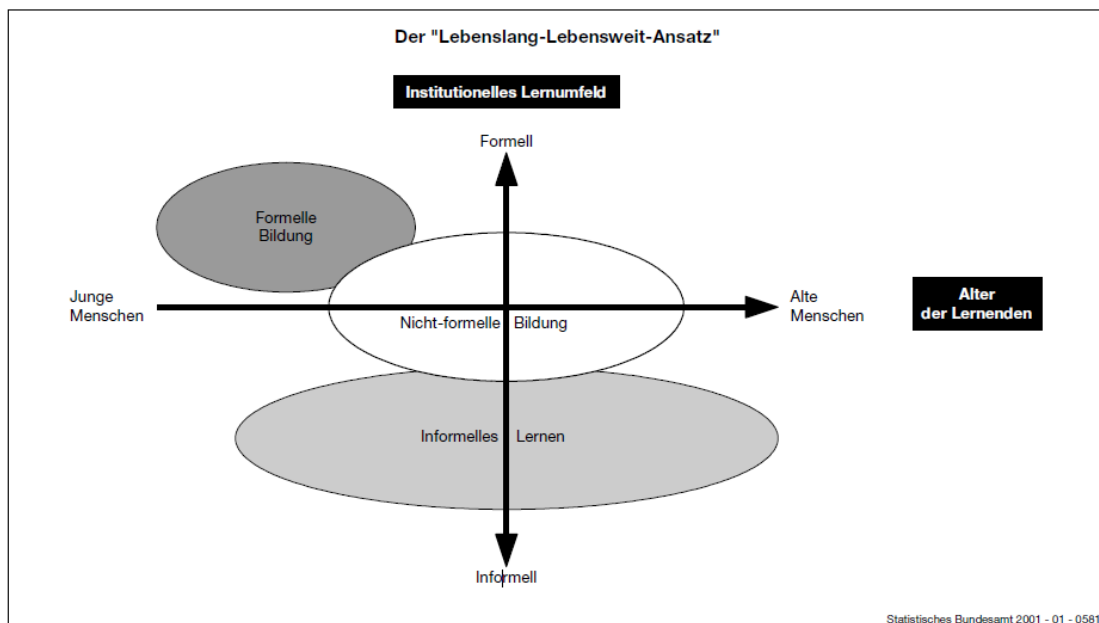 Der "Lebenslang-Lebensweit-Ansatz"
Institutionelles Lernumfeld
Formell
Formelle
Bildung
Junge
Menschen
Alte
Menschen
Alter
der Lernenden
Nicht-formelle Bildung
Informelles Lernen
Informell
Statistisches Bundesamt 2001 - 01 - 0581